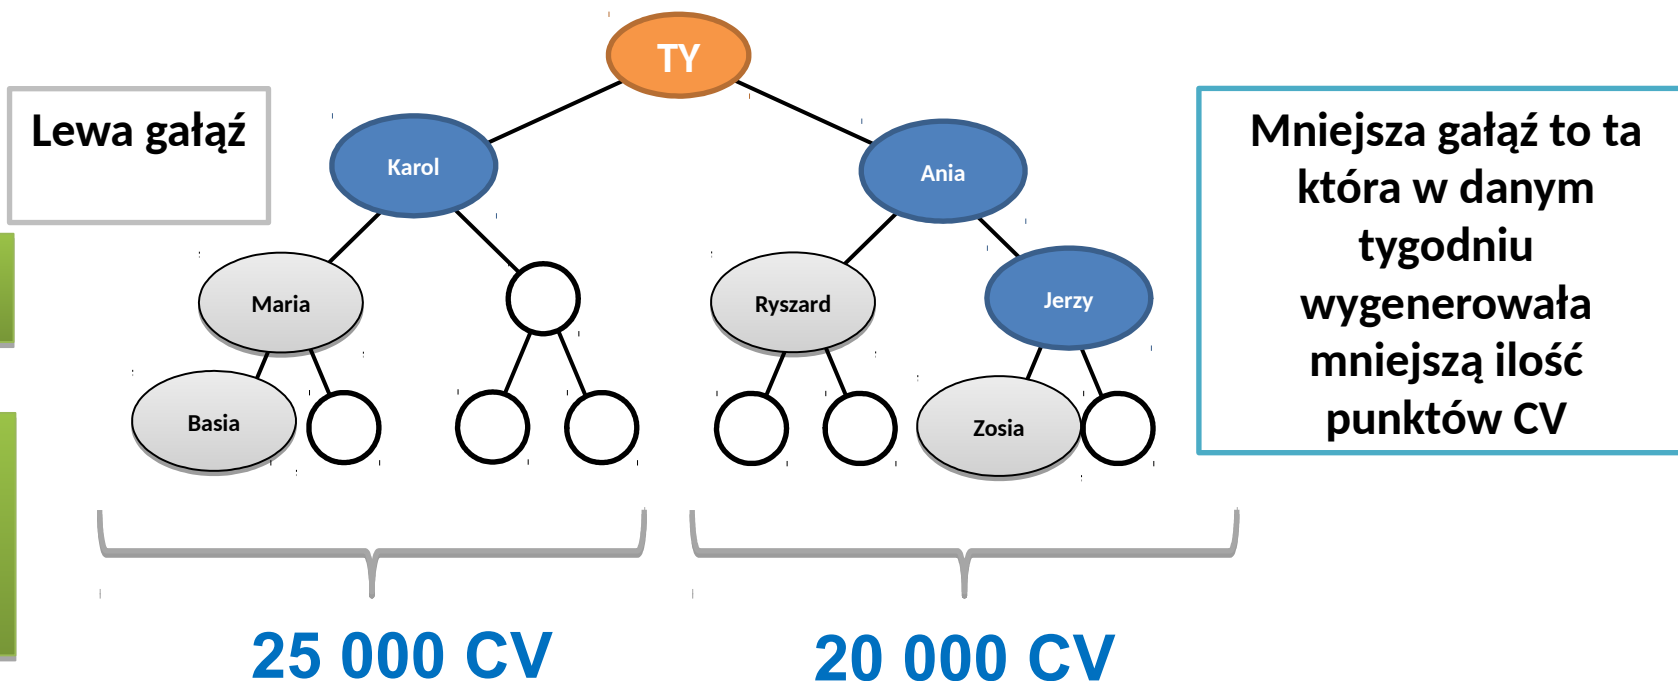 TY
Lewa gałąź
Karol
Ania
Mniejsza gałąź to ta
która w danym
tygodniu
wygenerowała
mniejszą ilość
punktów CV
Maria
Ryszard
Jerzy
Basia
Zosia
25 000 CV
20 000 CV